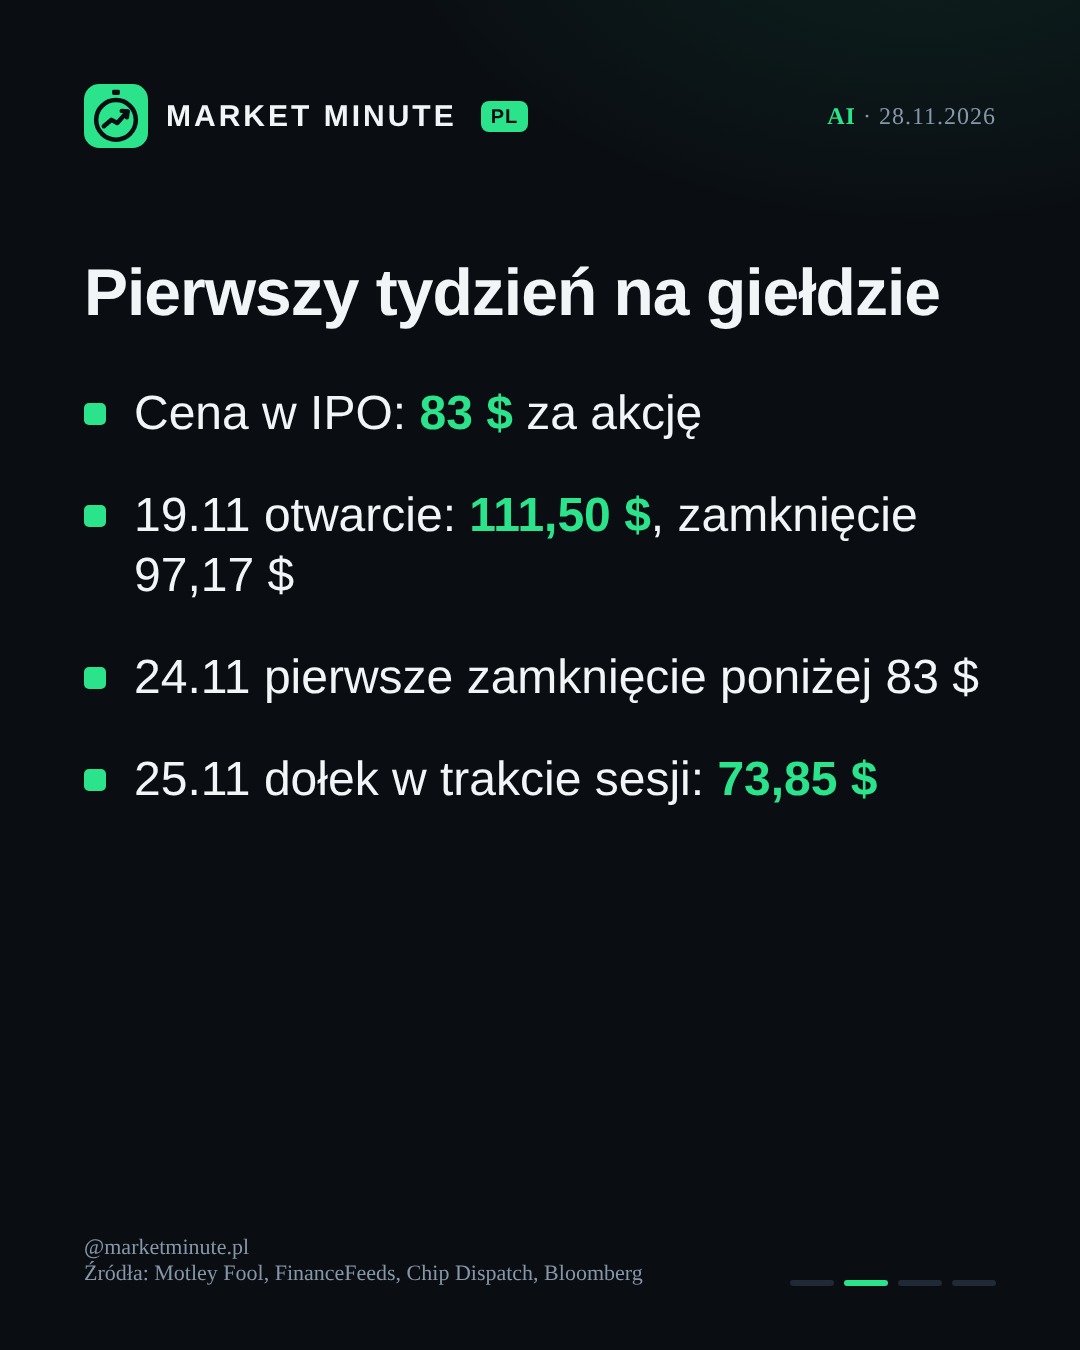 MARKET MINUTE PL
AI · 28.11.2026
Pierwszy tydzień na giełdzie
Cena w IPO: 83 $ za akcję
19.11 otwarcie: 111,50 $, zamknięcie
97,17 $
24.11 pierwsze zamknięcie poniżej 83 $
25.11 dołek w trakcie sesji: 73,85 $
@marketminute.pl
Źródła: Motley Fool, FinanceFeeds, Chip Dispatch, Bloomberg